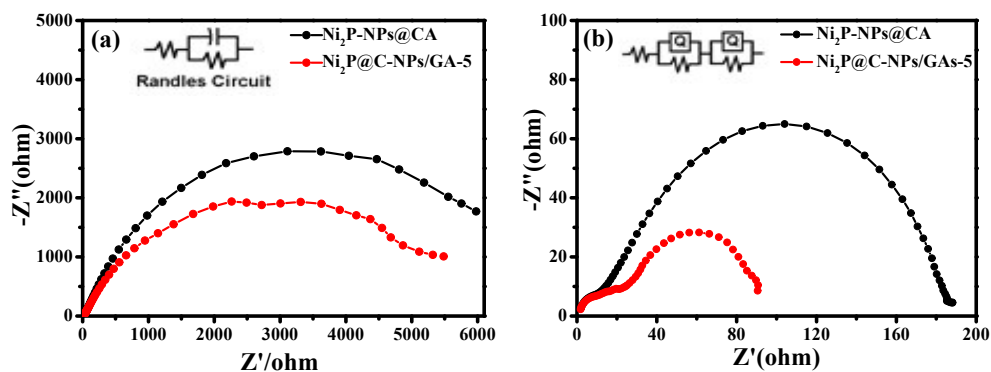 (a)
Randles Circuit
Ni₂P-NPs@CA
Ni₂P@C-NPs/GA-5
5000
4000
3000
2000
1000
0
-Z''(ohm)
0 1000 2000 3000 4000 5000 6000
Z'/ohm
(b)
Q Q
Ni₂P-NPs@CA
Ni₂P@C-NPs/GAs-5
100
80
60
40
20
0
-Z''(ohm)
0 40 80 120 160 200
Z'(ohm)